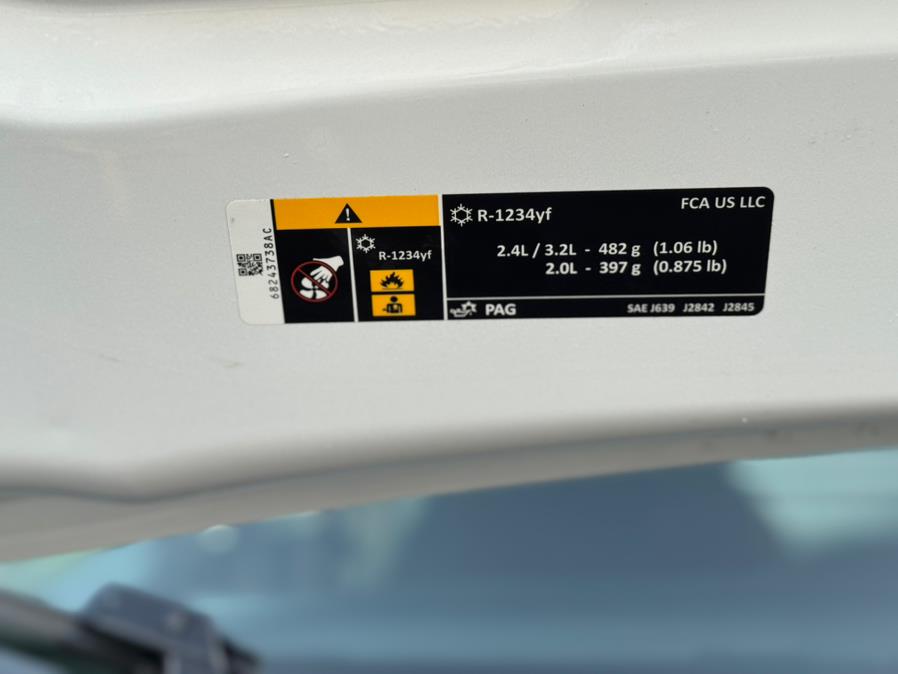 68243738AC
R-1234yf
R-1234yf
FCA US LLC
2.4L / 3.2L - 482 g (1.06 lb)
2.0L - 397 g (0.875 lb)
PAG
SAE J639 J2842 J2845